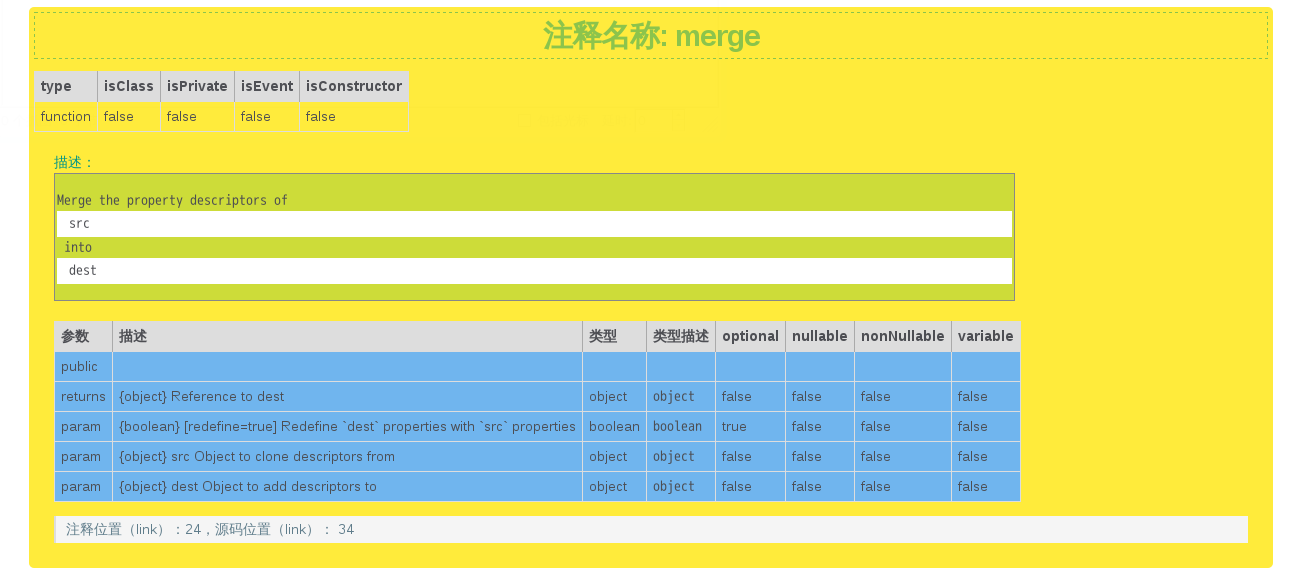 注释名称: merge
type isClass isPrivate isEvent isConstructor
function false false false false
描述：
Merge the property descriptors of
src
into
dest
参数 描述 类型 类型描述 optional nullable nonNullable variable
public
returns {object} Reference to dest object object false false false false
param {boolean} [redefine=true] Redefine `dest` properties with `src` properties boolean boolean true false false false
param {object} src Object to clone descriptors from object object false false false false
param {object} dest Object to add descriptors to object object false false false false
注释位置（link）：24，源码位置（link）： 34